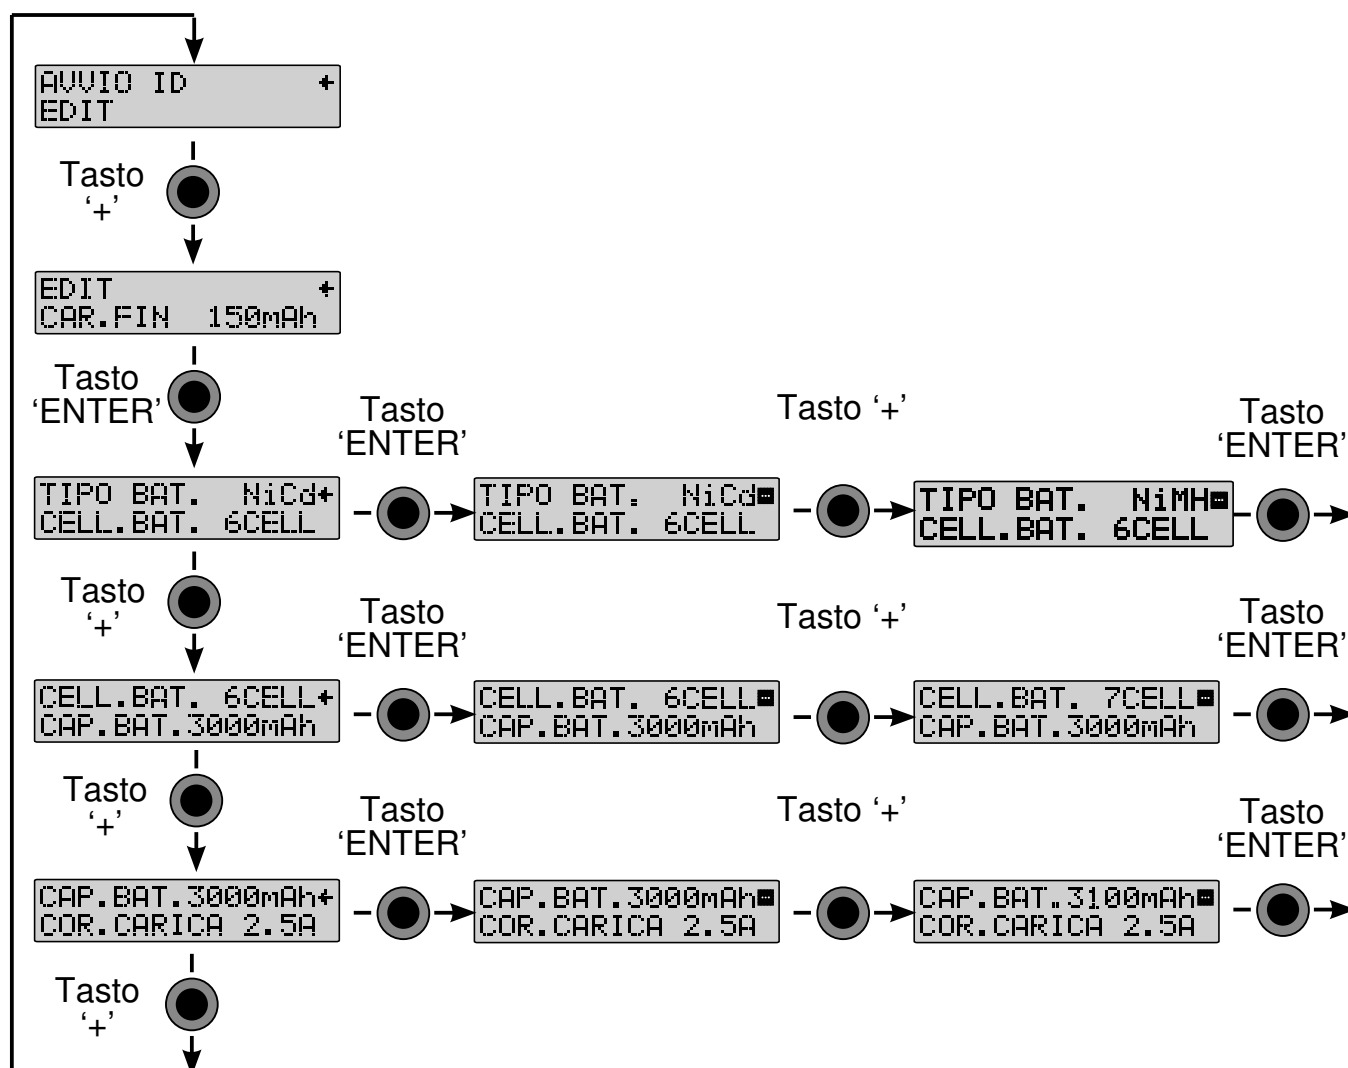 AVVIO ID
EDIT
Tasto
‘+’
EDIT
CAR.FIN 150mAh
Tasto
‘ENTER’
Tasto
‘ENTER’
Tasto ‘+’
Tasto
‘ENTER’
TIPO BAT. NiCd
CELL.BAT. 6CELL
TIPO BAT. NiCd
CELL.BAT. 6CELL
TIPO BAT. NiMH
CELL.BAT. 6CELL
Tasto
‘+’
Tasto
‘ENTER’
Tasto ‘+’
Tasto
‘ENTER’
CELL.BAT. 6CELL
CAP.BAT.3000mAh
CELL.BAT. 6CELL
CAP.BAT.3000mAh
CELL.BAT. 7CELL
CAP.BAT.3000mAh
Tasto
‘+’
Tasto
‘ENTER’
Tasto ‘+’
Tasto
‘ENTER’
CAP.BAT.3000mAh
COR.CARICA 2.5A
CAP.BAT.3000mAh
COR.CARICA 2.5A
CAP.BAT.3100mAh
COR.CARICA 2.5A
Tasto
‘+’